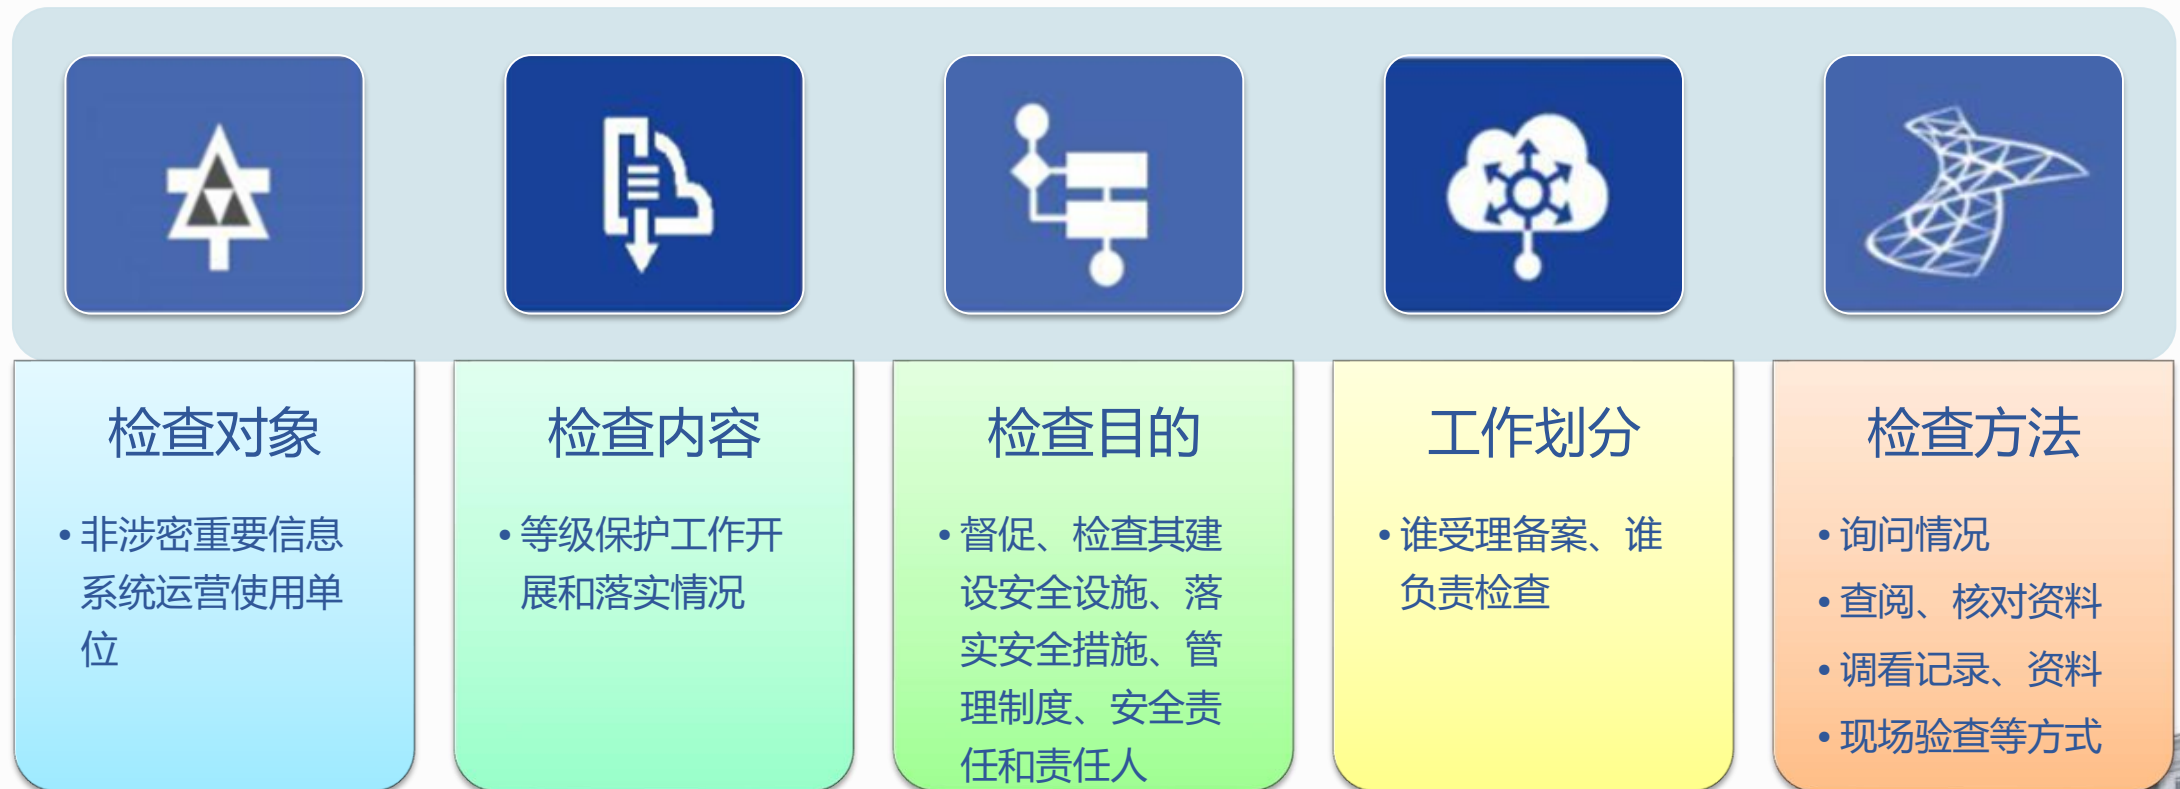 检查对象
• 非涉密重要信息
系统运营使用单
位
检查内容
• 等级保护工作开
展和落实情况
检查目的
• 督促、检查其建
设安全设施、落
实安全措施、管
理制度、安全责
任和责任人
工作划分
• 谁受理备案、谁
负责检查
检查方法
• 询问情况
• 查阅、核对资料
• 调看记录、资料
• 现场验查等方式